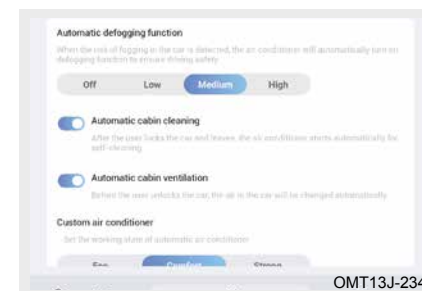 Automatic defogging function
When the risk of fogging in the car is detected, the air conditioner will automatically turn on
defogging function to ensure driving safety
Off Low Medium High
Automatic cabin cleaning
After the user locks the car and leaves, the air conditioner starts automatically for
self-cleaning
Automatic cabin ventilation
Before the user unlocks the car, the air in the car will be changed automatically
Custom air conditioner
Set the working state of automatic air conditioner
Eco Comfort Strong
OMT13J-234